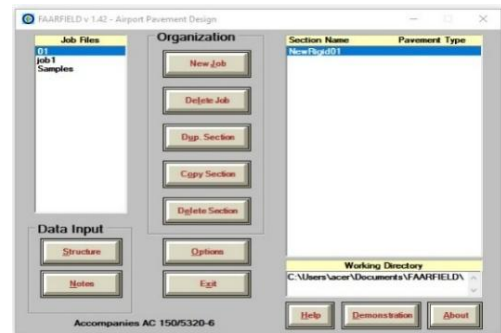 FAARFIELD v 1.42 - Airport Pavement Design
Job Files
01
job1
Samples
Organization
New Job
Delete Job
Dup. Section
Copy Section
Delete Section
Data Input
Structure
Notes
Options
Exit
Accompanies AC 150/5320-6
Section Name Pavement Type
NewRigid01
Working Directory
C:\Users\acer\Documents\FAARFIELD\
Help
Demonstration
About